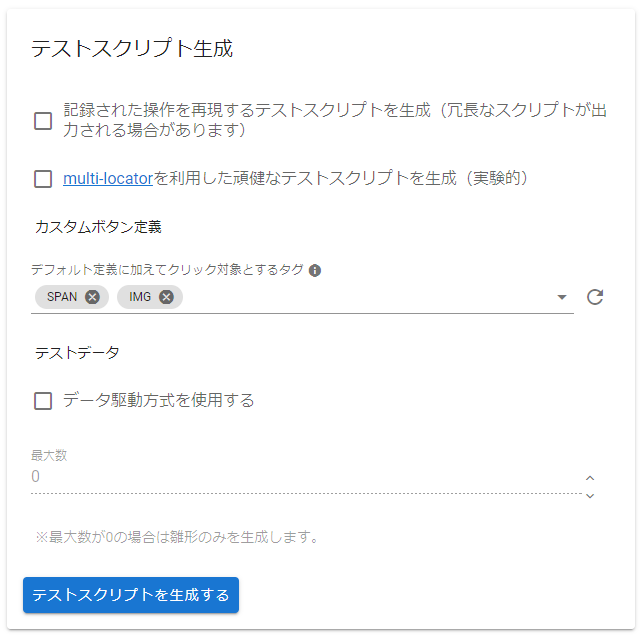 テストスクリプト生成
記録された操作を再現するテストスクリプトを生成（冗長なスクリプトが出
力される場合があります）
multi-locatorを利用した頑健なテストスクリプトを生成（実験的）
カスタムボタン定義
デフォルト定義に加えてクリック対象とするタグ
SPAN IMG
テストデータ
データ駆動方式を使用する
最大数
0
※最大数が0の場合は雛形のみを生成します。
テストスクリプトを生成する